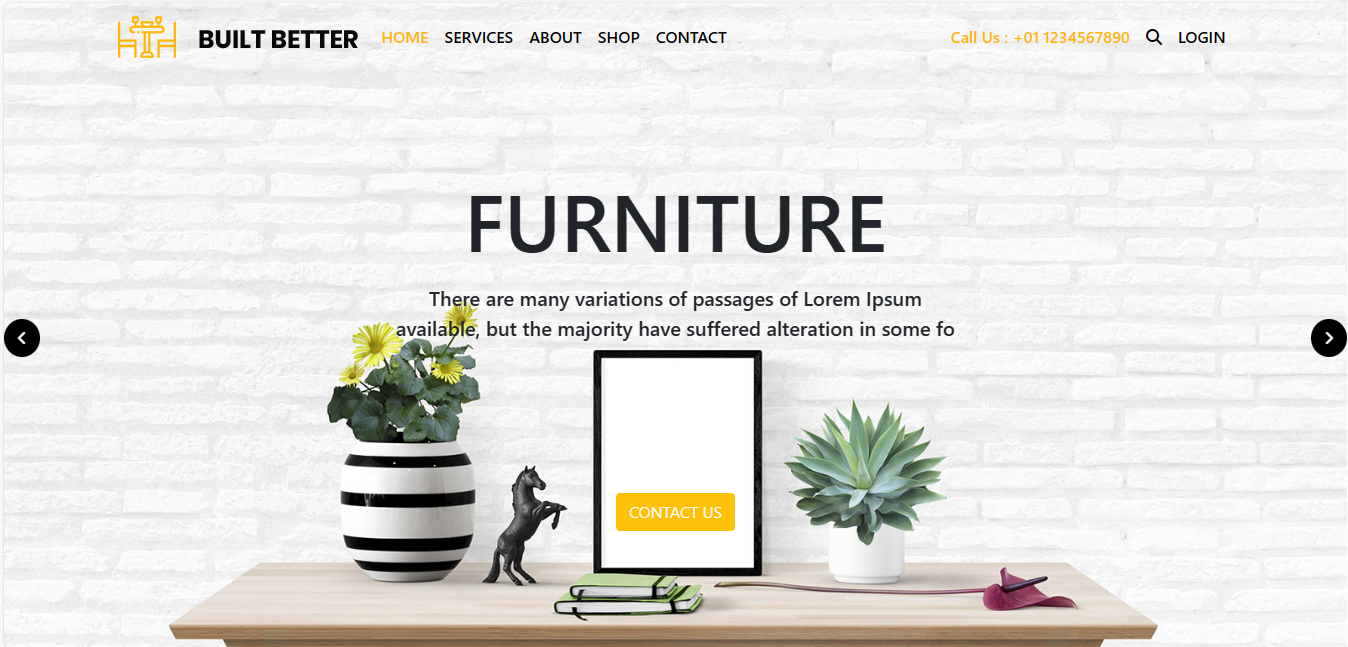 BUILT BETTER
HOME SERVICES ABOUT SHOP CONTACT
Call Us : +01 1234567890 LOGIN
FURNITURE
There are many variations of passages of Lorem Ipsum
available, but the majority have suffered alteration in some fo
CONTACT US